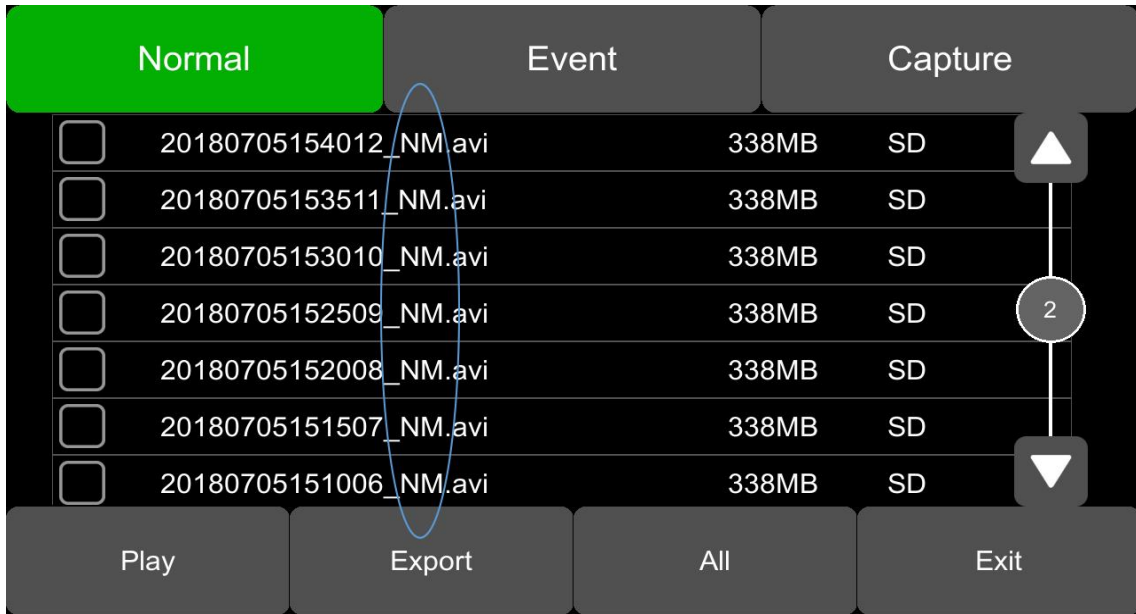 Normal Event Capture
20180705154012_NM.avi 338MB SD
20180705153511_NM.avi 338MB SD
20180705153010_NM.avi 338MB SD
20180705152509_NM.avi 338MB SD 2
20180705152008_NM.avi 338MB SD
20180705151507_NM.avi 338MB SD
20180705151006_NM.avi 338MB SD
Play Export All Exit